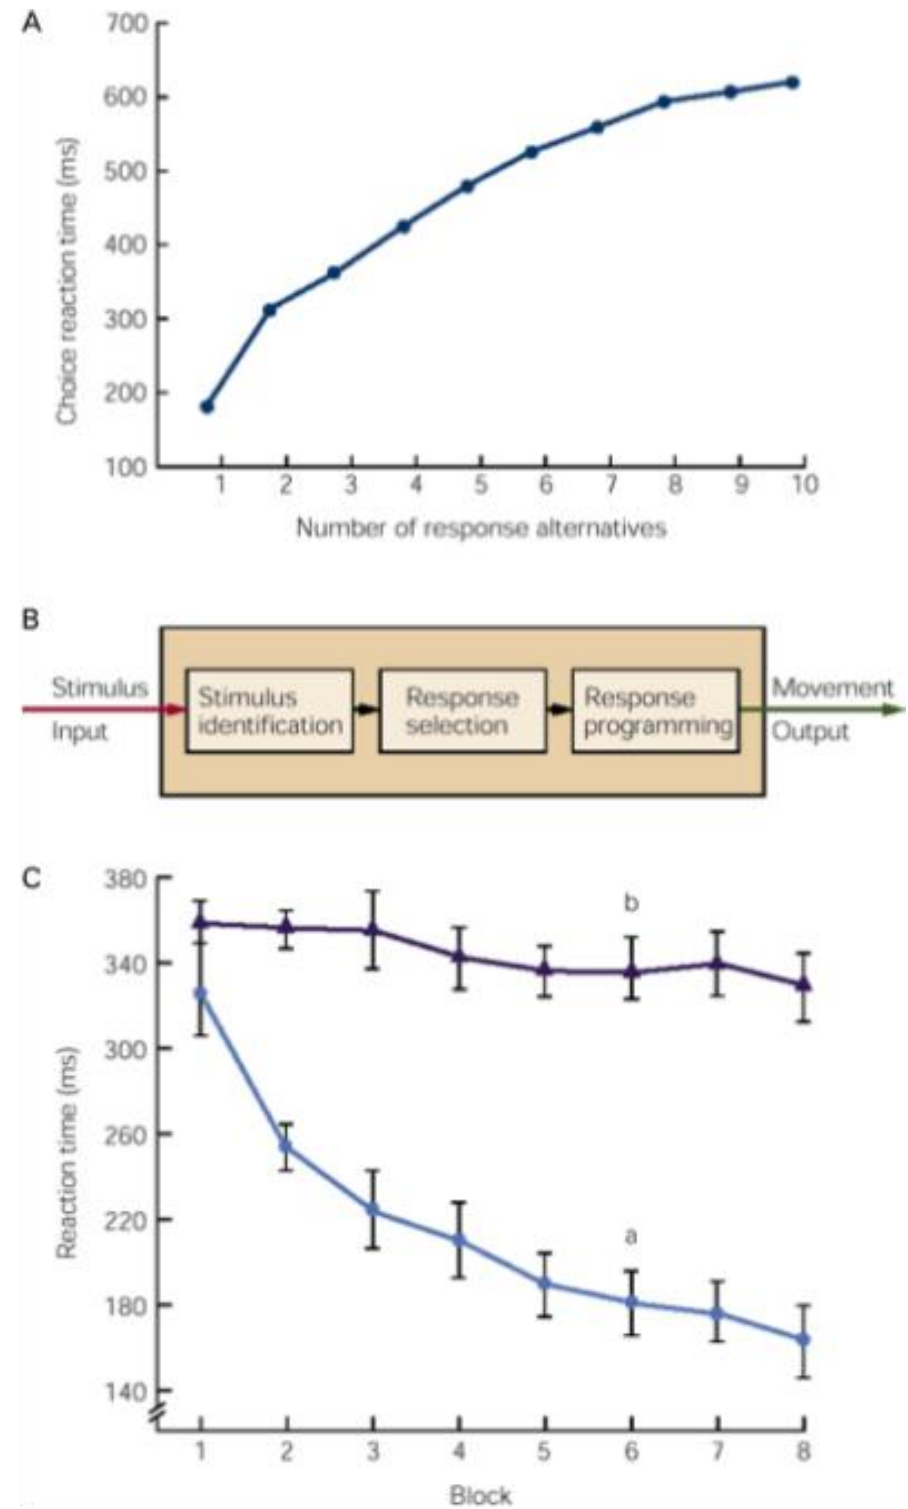 A
700
600
500
400
300
200
100
Choice reaction time (ms)
1 2 3 4 5 6 7 8 9 10
Number of response alternatives
B
Stimulus
Input
Stimulus
identification
Response
selection
Response
programming
Movement
Output
C
380
340
300
260
220
180
140
Reaction time (ms)
b
a
1 2 3 4 5 6 7 8
Block